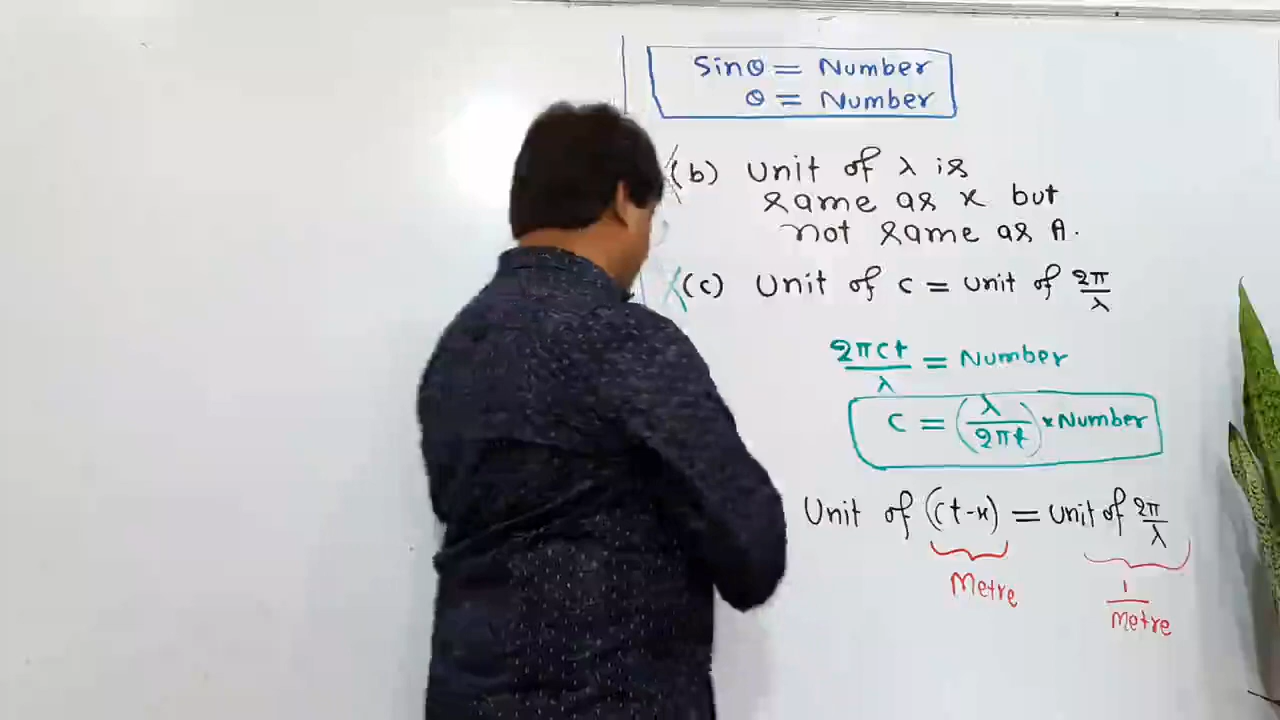 Sinθ = Number
θ = Number
(b) Unit of λ is
same as x but
not same as A.
(c) Unit of c = unit of 2π/λ
2πct/λ = Number
c = (λ/2πt) × Number
Unit of (ct-x) = unit of 2π/λ
Metre
1/Metre